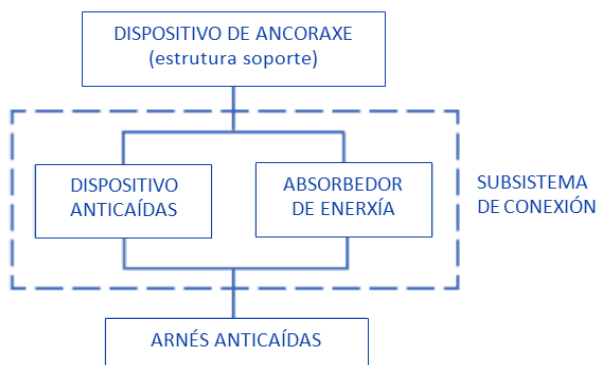 DISPOSITIVO DE ANCORAXE
(estrutura soporte)
DISPOSITIVO
ANTICAÍDAS
ABSORBEDOR
DE ENERXÍA
SUBSISTEMA
DE CONEXIÓN
ARNÉS ANTICAÍDAS